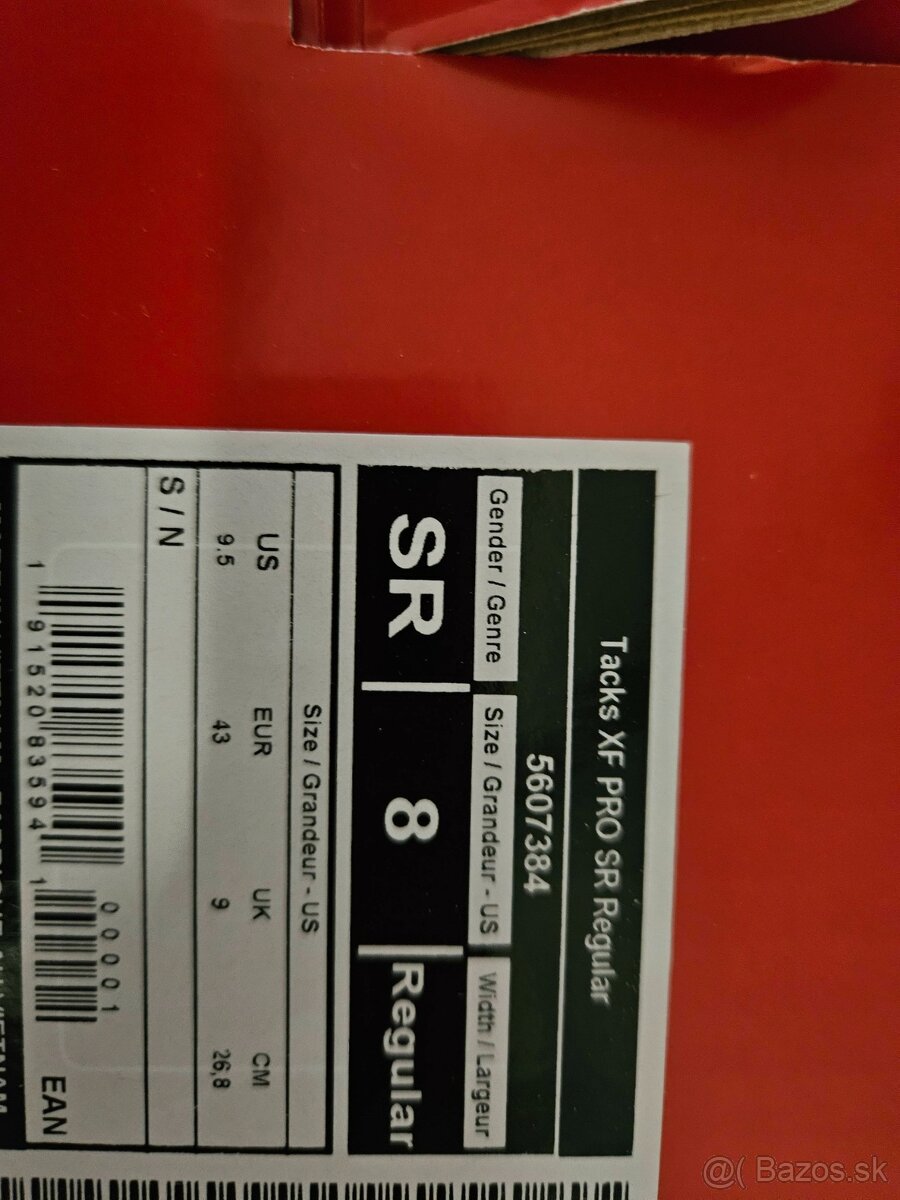 Tacks XF PRO SR Regular
5607384
Gender / Genre Size / Grandeur - US Width / Largeur
SR 8 Regular
Size / Grandeur - US
US EUR UK CM
9.5 43 9 26,8
S / N
00001
1 91520 83594 1 EAN
@( Bazos.sk